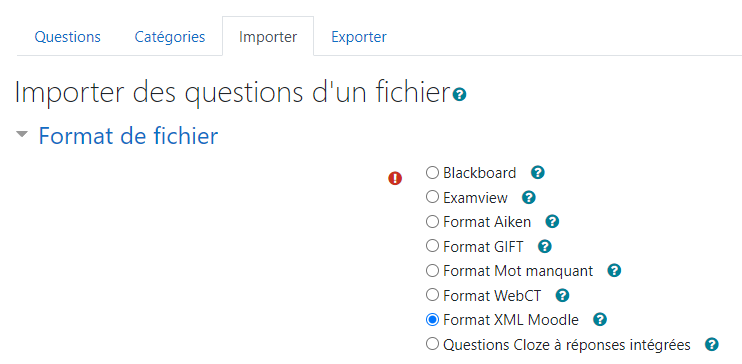 Questions Catégories Importer Exporter
Importer des questions d'un fichier
Format de fichier
Blackboard
Examview
Format Aiken
Format GIFT
Format Mot manquant
Format WebCT
Format XML Moodle
Questions Cloze à réponses intégrées